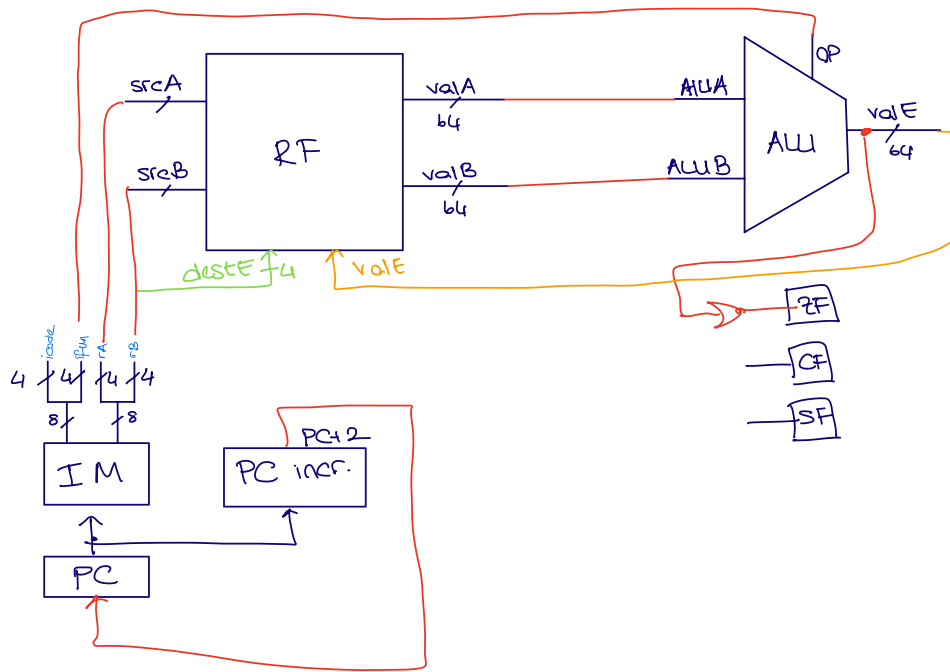 OP
srcA
valA
64
ALUA
RF
ALU
valE
64
srcB
valB
64
ALUB
destE
4
valE
ZF
icode
fun
rA
rB
4
4
4
4
CF
8
8
SF
PC+2
IM
PC incr.
PC